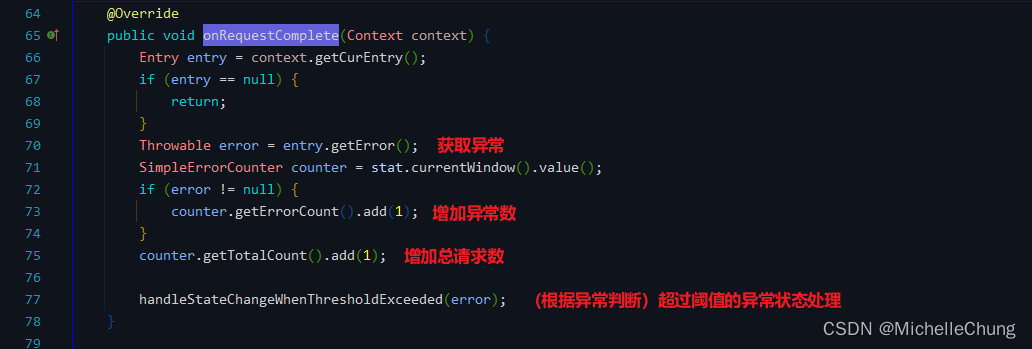 64 @Override
65 public void onRequestComplete(Context context) {
66 Entry entry = context.getCurEntry();
67 if (entry == null) {
68 return;
69 }
70 Throwable error = entry.getError(); 获取异常
71 SimpleErrorCounter counter = stat.currentWindow().value();
72 if (error != null) {
73 counter.getErrorCount().add(1); 增加异常数
74 }
75 counter.getTotalCount().add(1); 增加总请求数
76
77 handleStateChangeWhenThresholdExceeded(error); （根据异常判断）超过阈值的异常状态处理
78 }
79
CSDN @MichelleChung